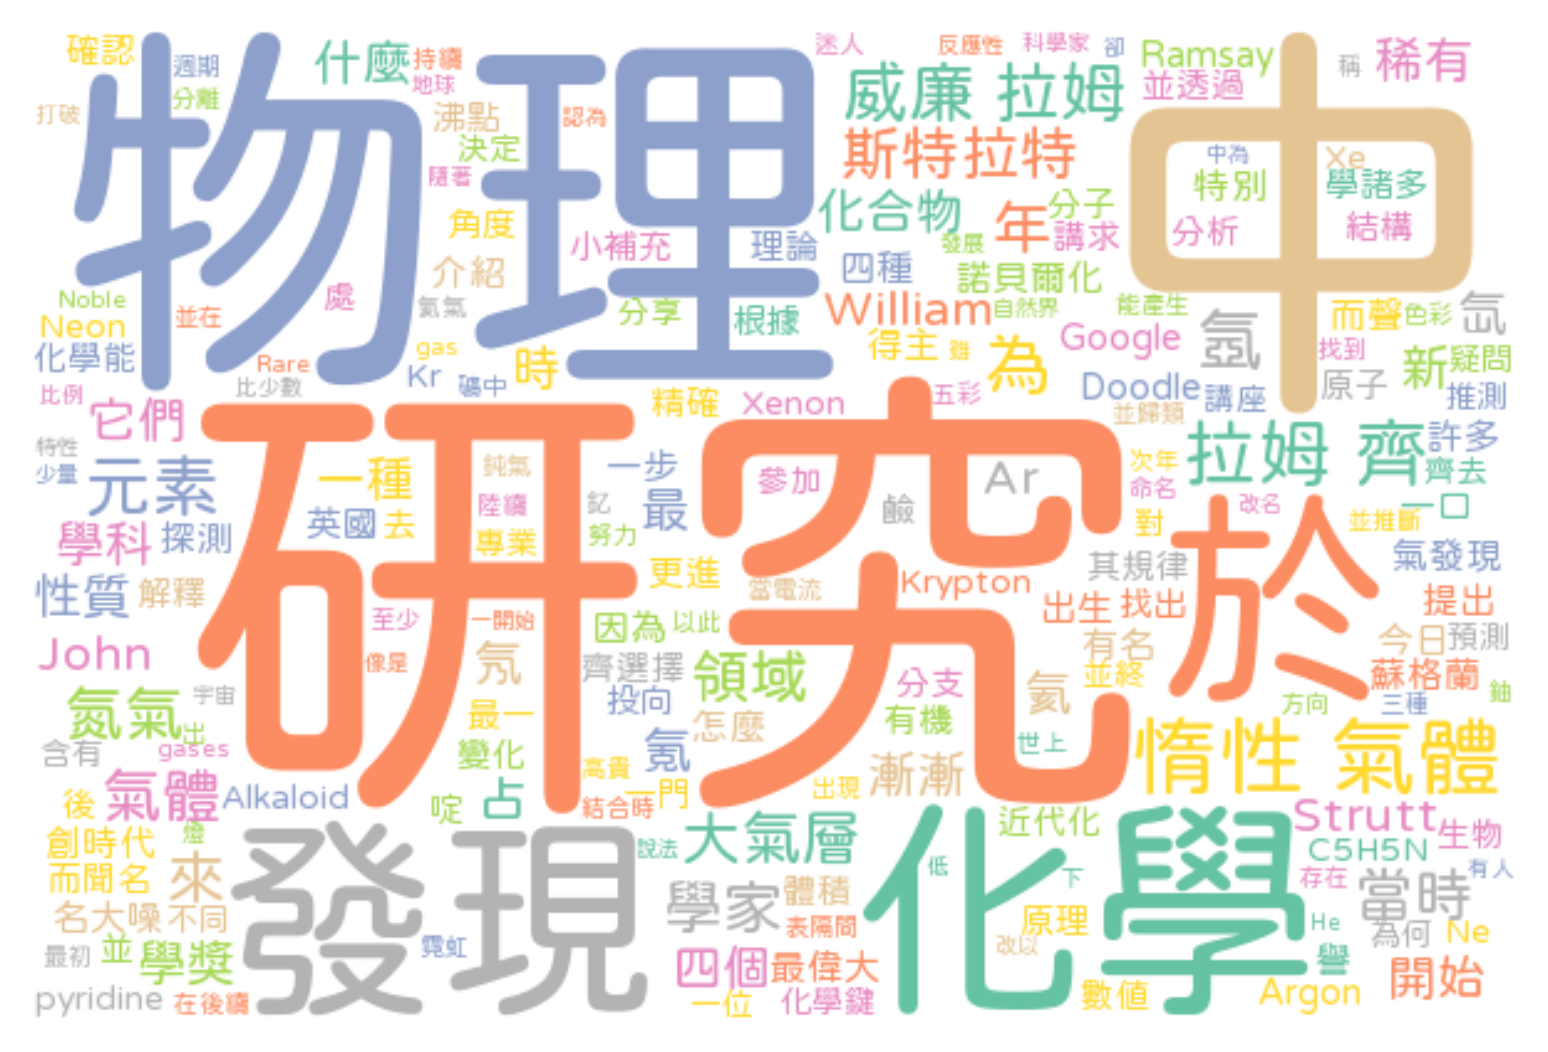 物理
研究
中
於
發現
化學
確認
週期
什麼
持續
地球
打破
分離
沸點
認為
決定
隨著
迷人
反應性
科學家
卻
Ramsay
稱
稀有
威廉 拉姆
並透過
斯特拉特
中為
Xe
特別
學諸多
化合物
年
分子
講求
分析
結構
角度
小補充
理論
發展
四種
諾貝爾化
介紹
處
氦氣
分享
根據
William
自然界
能產生
氬
而聲
色彩
氙
Noble
Neon
並在
化學能
gas
時
得主
雖
為
Google
找到
新
疑問
Rare
比少數
Kr
礦中
比例
它們
精確
Xenon
五彩
Doodle
講座
並歸類
原子
推測
特性
少量
元素
一種
鈍氣
一步
參加
Ar
次年
命名
拉姆 齊
許多
齊去
學科
探測
英國
去
陸續
專業
釔
努力
最
鹼
對
改名
並推斷
一口
性質
解釋
更進
當電流
Krypton
其規律
氣發現
至少
一開始
因為
以此
出生
找出
提出
John
像是
氖
齊選擇
領域
分支
有名
今日
預測
氮氣
宇宙
出
投向
氦
並終
蘇格蘭
最一
有機
方向
三種
鈾
含有
gases
變化
氪
怎麼
世上
惰性 氣體
後
氣體
Alkaloid
啶
占
高貴
一門
結合時
漸漸
出現
創時代
燈
說法
大氣層
近代化
Strutt
生物
而聞名
來
C5H5N
低
下
存在
有人
名大噪
不同
學家
體積
表隔間
原理
He
當時
最初
並
學獎
霓虹
改以
譽
為何
Ne
四個
最偉大
開始
pyridine
在後續
一位
化學鍵
數值
Argon